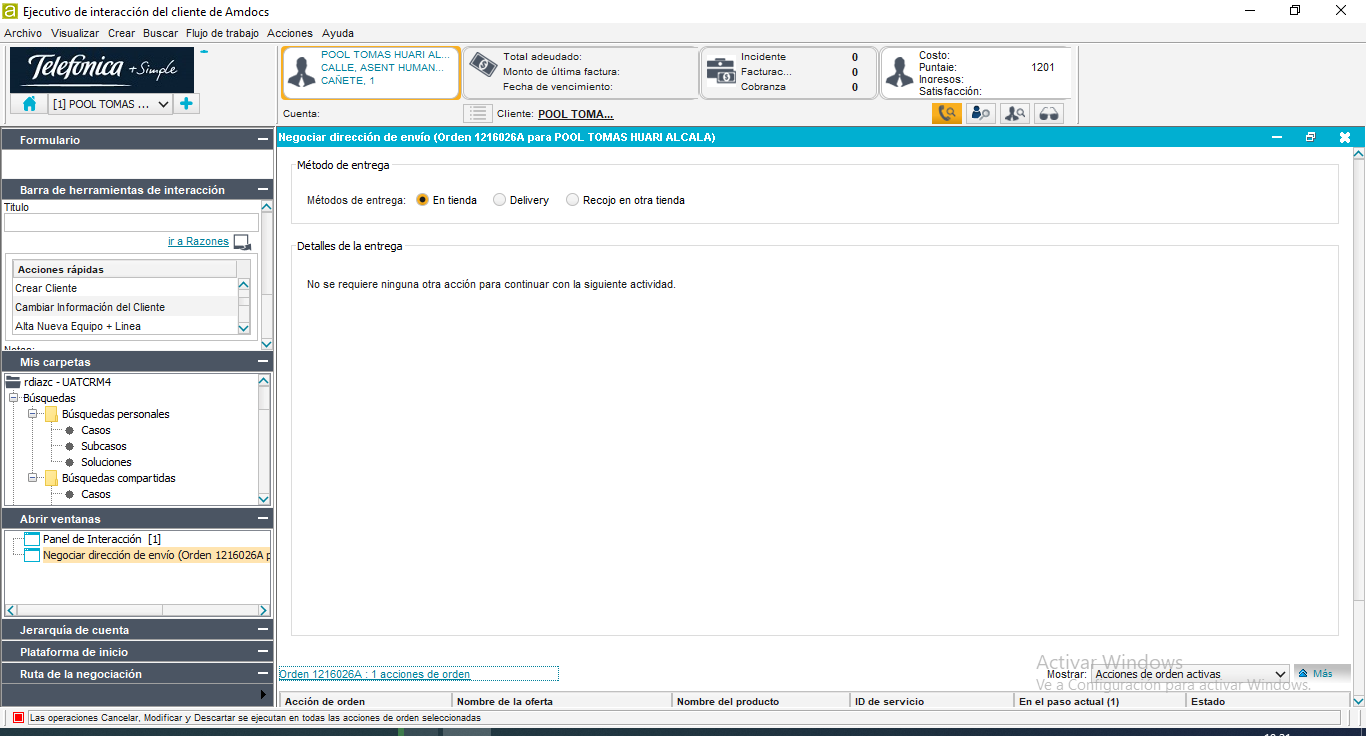 Ejecutivo de interacción del cliente de Amdocs
Archivo Visualizar Crear Buscar Flujo de trabajo Acciones Ayuda
Telefónica +Simple
[1] POOL TOMAS ...
POOL TOMAS HUARI AL...
CALLE, ASENT HUMAN...
CAÑETE, 1
Total adeudado:
Monto de última factura:
Fecha de vencimiento:
Incidente 0
Facturac... 0
Cobranza 0
Costo:
Puntaie: 1201
Inoresos:
Satisfacción:
Cuenta:
Cliente: POOL TOMA...
Formulario
Barra de herramientas de interacción
Título
ir a Razones
Acciones rápidas
Crear Cliente
Cambiar Información del Cliente
Alta Nueva Equipo + Linea
Notas:
Mis carpetas
rdiazc - UATCRM4
Búsquedas
Búsquedas personales
Casos
Subcasos
Soluciones
Búsquedas compartidas
Casos
Abrir ventanas
Panel de Interacción [1]
Negociar dirección de envío (Orden 1216026A p
Jerarquía de cuenta
Plataforma de inicio
Ruta de la negociación
Negociar dirección de envío (Orden 1216026A para POOL TOMAS HUARI ALCALA)
Método de entrega
Métodos de entrega: En tienda Delivery Recojo en otra tienda
Detalles de la entrega
No se requiere ninguna otra acción para continuar con la siguiente actividad.
Activar Windows
Ve a Configuración para activar Windows.
Orden 1216026A : 1 acciones de orden
Mostrar: Acciones de orden activas
Más
Acción de orden Nombre de la oferta Nombre del producto ID de servicio En el paso actual (1) Estado
Las operaciones Cancelar, Modificar y Descartar se ejecutan en todas las acciones de orden seleccionadas